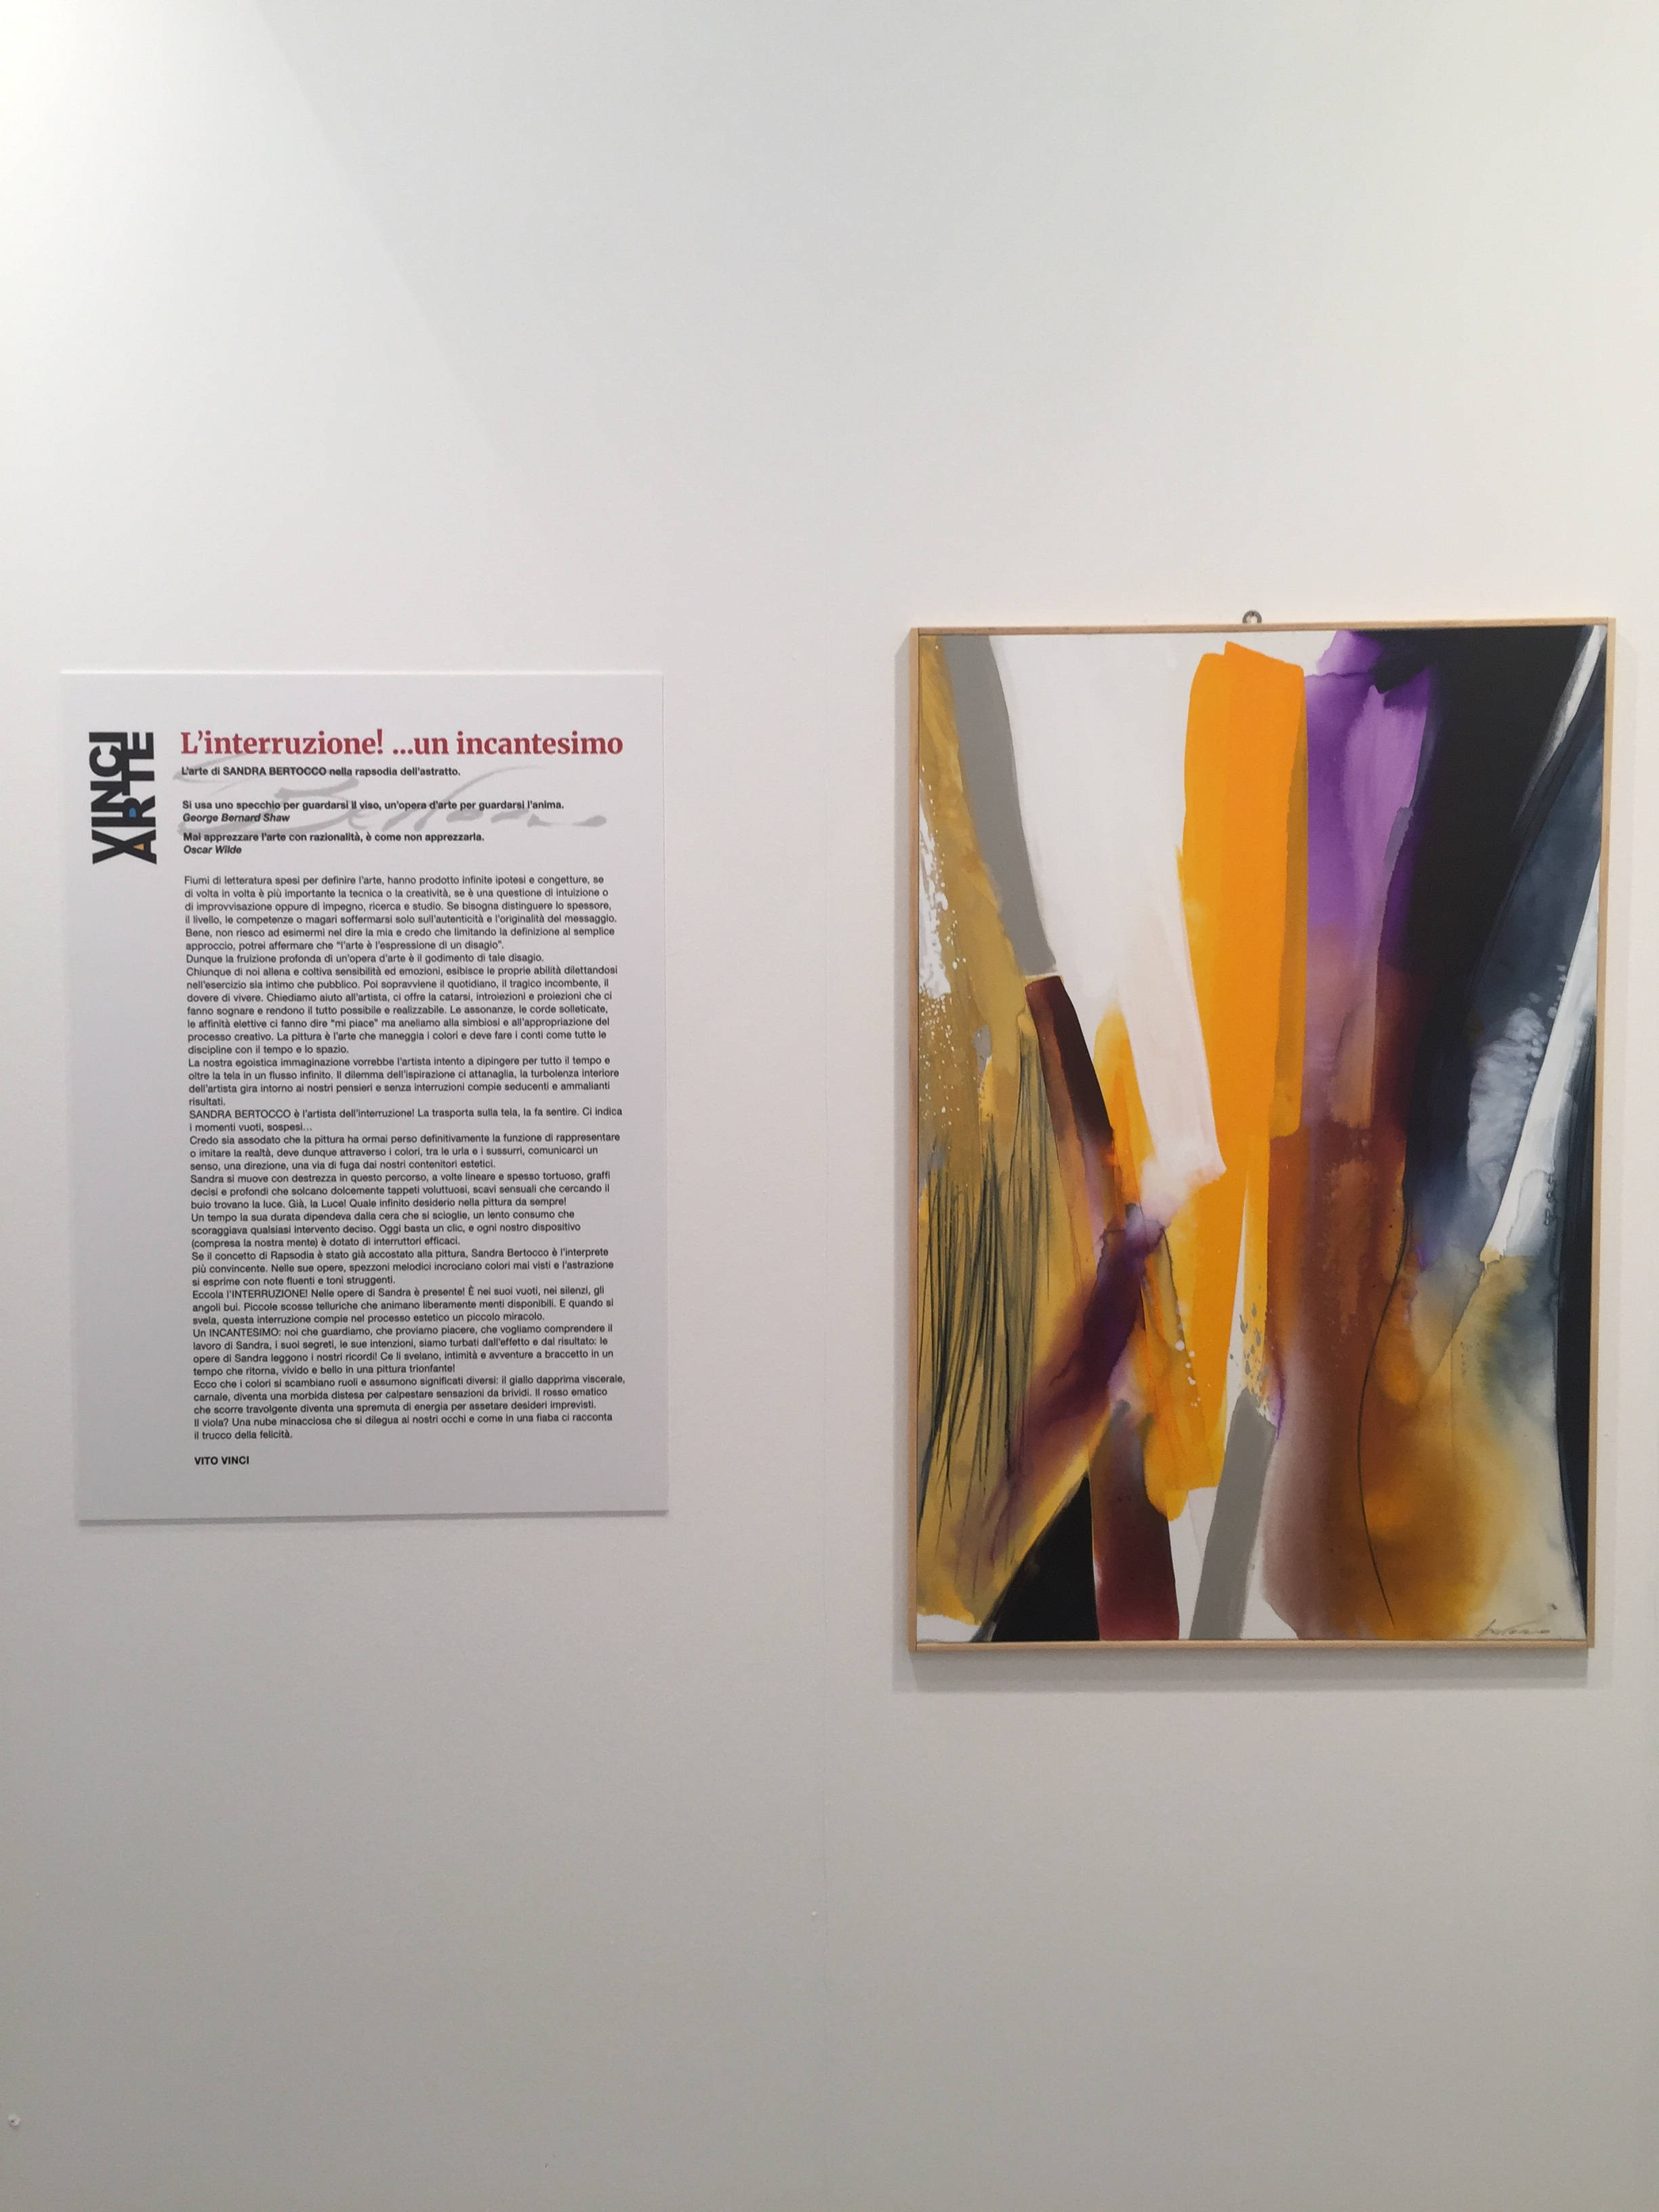 XINCI
ARTE
L'interruzione! ...un incantesimo
L'arte di SANDRA BERTOCCO nella rapsodia dell'astratto.
Si usa uno specchio per guardarsi il viso, un'opera d'arte per guardarsi l'anima.
George Bernard Shaw
Mai apprezzare l'arte con razionalità, è come non apprezzarla.
Oscar Wilde
Fiumi di letteratura spesi per definire l'arte, hanno prodotto infinite ipotesi e congetture, se
di volta in volta è più importante la tecnica o la creatività, se è una questione di intuizione o
di improvvisazione oppure di impegno, ricerca e studio. Se bisogna distinguere lo spessore,
il livello, le competenze o magari soffermarsi solo sull'autenticità e l'originalità del messaggio.
Bene, non riesco ad esimermi nel dire la mia e credo che limitando la definizione al semplice
approccio, potrei affermare che "l'arte è l'espressione di un disagio".
Dunque la fruizione profonda di un'opera d'arte è il godimento di tale disagio.
Chiunque di noi allena e coltiva sensibilità ed emozioni, esibisce le proprie abilità dilettandosi
nell'esercizio sia intimo che pubblico. Poi sopravviene il quotidiano, il tragico incombente, il
dovere di vivere. Chiediamo aiuto all'artista, ci offre la catarsi, introiezioni e proiezioni che ci
fanno sognare e rendono il tutto possibile e realizzabile. Le assonanze, le corde solleticate,
le affinità elettive ci fanno dire "mi piace" ma aneliamo alla simbiosi e all'appropriazione del
processo creativo. La pittura è l'arte che maneggia i colori e deve fare i conti come tutte le
discipline con il tempo e lo spazio.
La nostra egoistica immaginazione vorrebbe l'artista intento a dipingere per tutto il tempo e
oltre la tela in un flusso infinito. Il dilemma dell'ispirazione ci attanaglia, la turbolenza interiore
dell'artista gira intorno ai nostri pensieri e senza interruzioni compie seducenti e ammalianti
risultati.
SANDRA BERTOCCO è l'artista dell'interruzione! La trasporta sulla tela, la fa sentire. Ci indica
i momenti vuoti, sospesi...
Credo sia assodato che la pittura ha ormai perso definitivamente la funzione di rappresentare
o imitare la realtà, deve dunque attraverso i colori, tra le urla e i sussurri, comunicarci un
senso, una direzione, una via di fuga dai nostri contenitori estetici.
Sandra si muove con destrezza in questo percorso, a volte lineare e spesso tortuoso, graffi
decisi e profondi che solcano dolcemente tappeti voluttuosi, scavi sensuali che cercando il
buio trovano la luce. Già, la Luce! Quale infinito desiderio nella pittura da sempre!
Un tempo la sua durata dipendeva dalla cera che si scioglie, un lento consumo che
scoraggiava qualsiasi intervento deciso. Oggi basta un clic, e ogni nostro dispositivo
(compresa la nostra mente) è dotato di interruttori efficaci.
Se il concetto di Rapsodia è stato già accostato alla pittura, Sandra Bertocco è l'interprete
più convincente. Nelle sue opere, spezzoni melodici incrociano colori mai visti e l'astrazione
si esprime con note fluenti e toni struggenti.
Eccola l'INTERRUZIONE! Nelle opere di Sandra è presente! È nei suoi vuoti, nei silenzi, gli
angoli bui. Piccole scosse telluriche che animano liberamente menti disponibili. E quando si
svela, questa interruzione compie nel processo estetico un piccolo miracolo.
Un INCANTESIMO: noi che guardiamo, che proviamo piacere, che vogliamo comprendere il
lavoro di Sandra, i suoi segreti, le sue intenzioni, siamo turbati dall'effetto e dal risultato: le
opere di Sandra leggono i nostri ricordi! Ce li svelano, intimità e avventure a braccetto in un
tempo che ritorna, vivido e bello in una pittura trionfante!
Ecco che i colori si scambiano ruoli e assumono significati diversi: il giallo dapprima viscerale,
carnale, diventa una morbida distesa per calpestare sensazioni da brividi. Il rosso ematico
che scorre travolgente diventa una spremuta di energia per assetare desideri imprevisti.
Il viola? Una nube minacciosa che si dilegua ai nostri occhi e come in una fiaba ci racconta
il trucco della felicità.
VITO VINCI
Bertocco